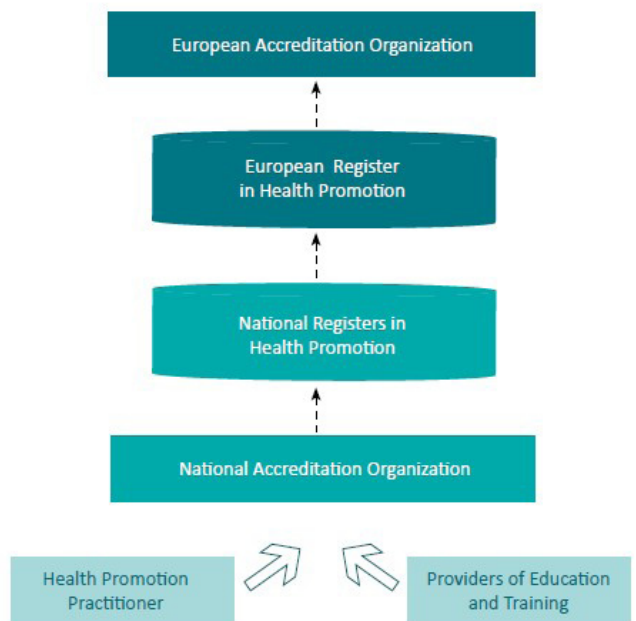 European Accreditation Organization
European Register
in Health Promotion
National Registers in
Health Promotion
National Accreditation Organization
Health Promotion
Practitioner
Providers of Education
and Training